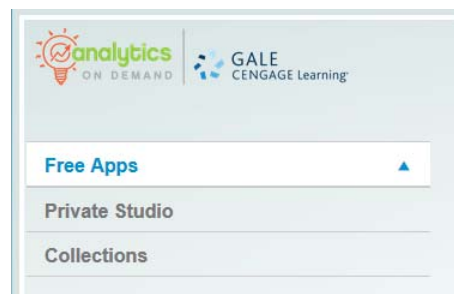 analytics
ON DEMAND
GALE
CENGAGE Learning
Free Apps
Private Studio
Collections